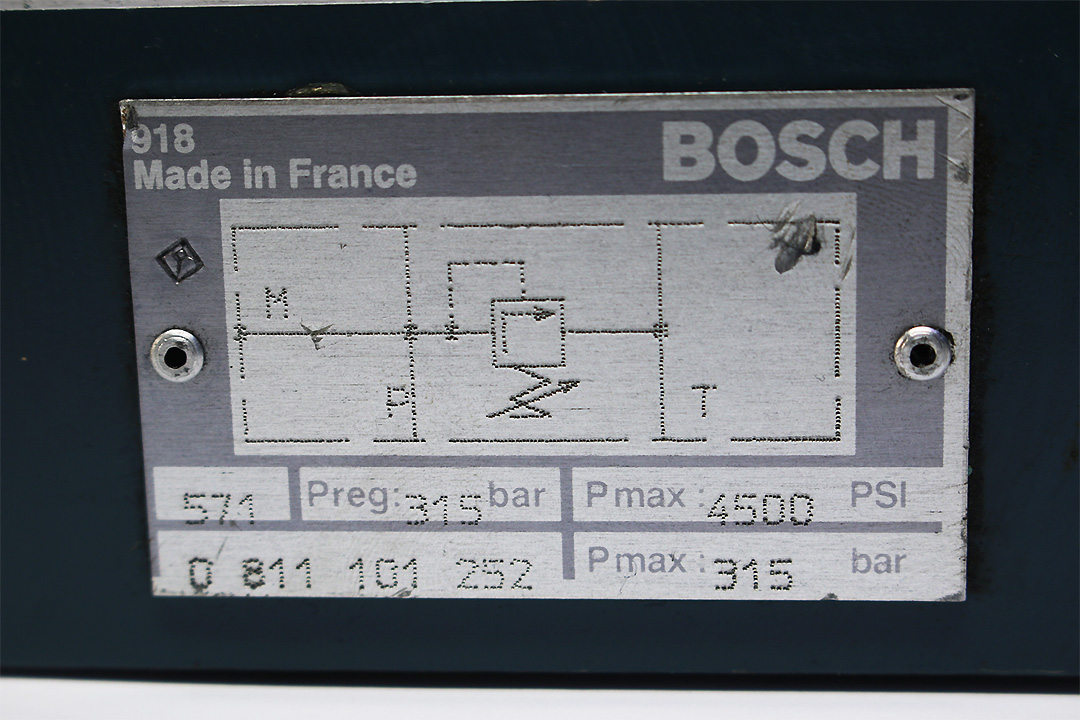 918
BOSCH
Made in France
M
P
T
571
Preg: 315 bar
Pmax : 4500 PSI
0 811 101 252
Pmax : 315 bar